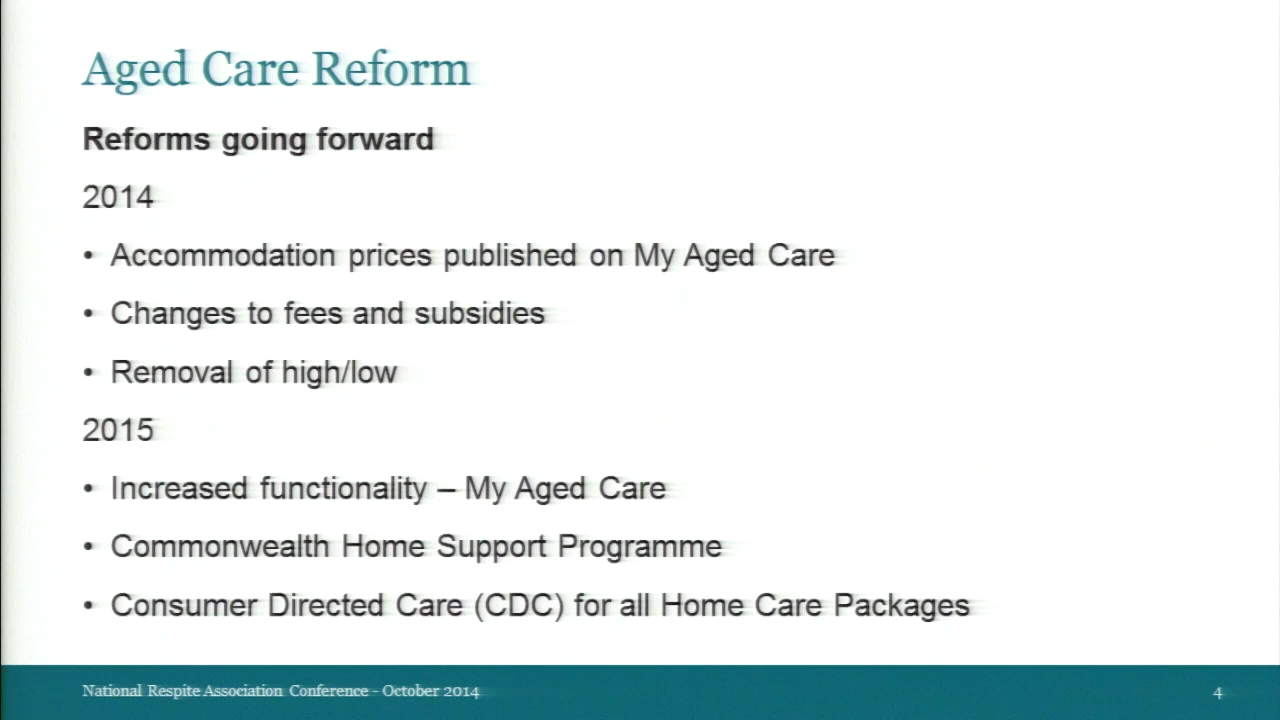 Aged Care Reform
Reforms going forward
2014
• Accommodation prices published on My Aged Care
• Changes to fees and subsidies
• Removal of high/low
2015
• Increased functionality – My Aged Care
• Commonwealth Home Support Programme
• Consumer Directed Care (CDC) for all Home Care Packages
National Respite Association Conference - October 2014
4